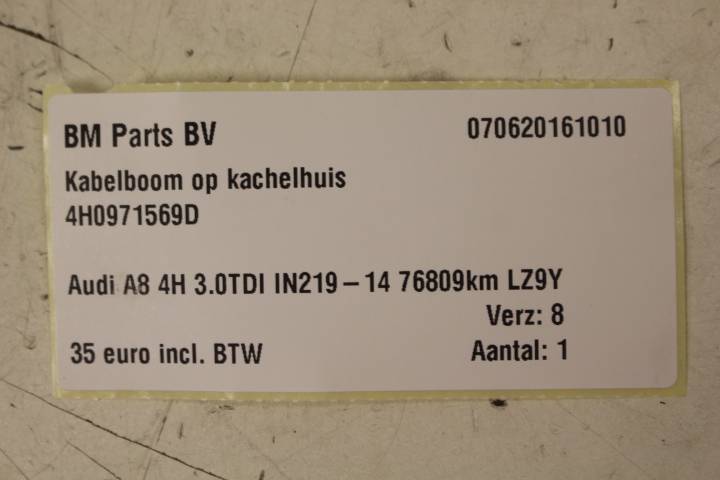 BM Parts BV 070620161010
Kabelboom op kachelhuis
4H0971569D
Audi A8 4H 3.0TDI IN219 – 14 76809km LZ9Y
Verz: 8
35 euro incl. BTW Aantal: 1